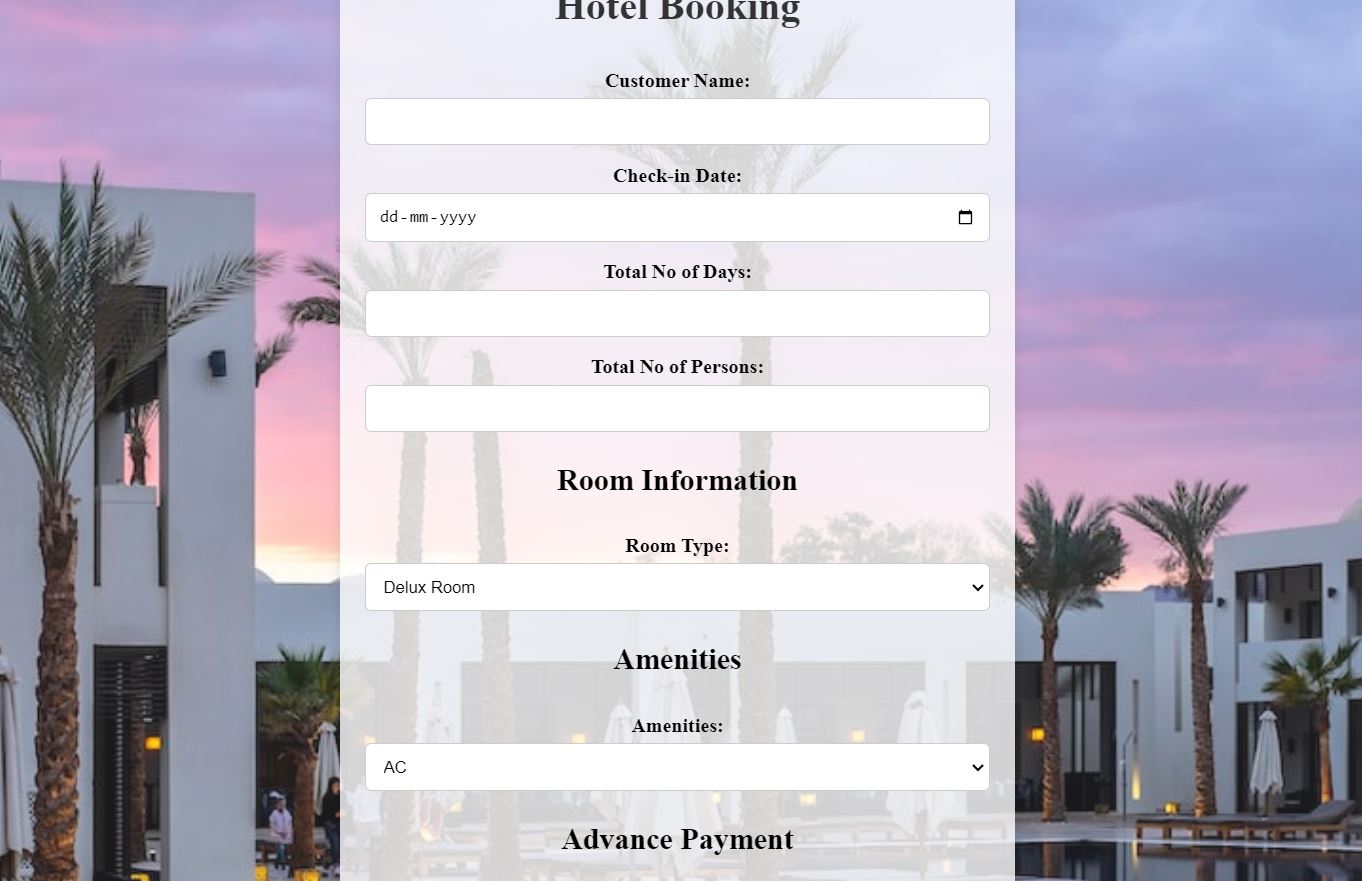 Hotel Booking
Customer Name:
Check-in Date:
dd-mm-yyyy
Total No of Days:
Total No of Persons:
Room Information
Room Type:
Delux Room
Amenities
Amenities:
AC
Advance Payment